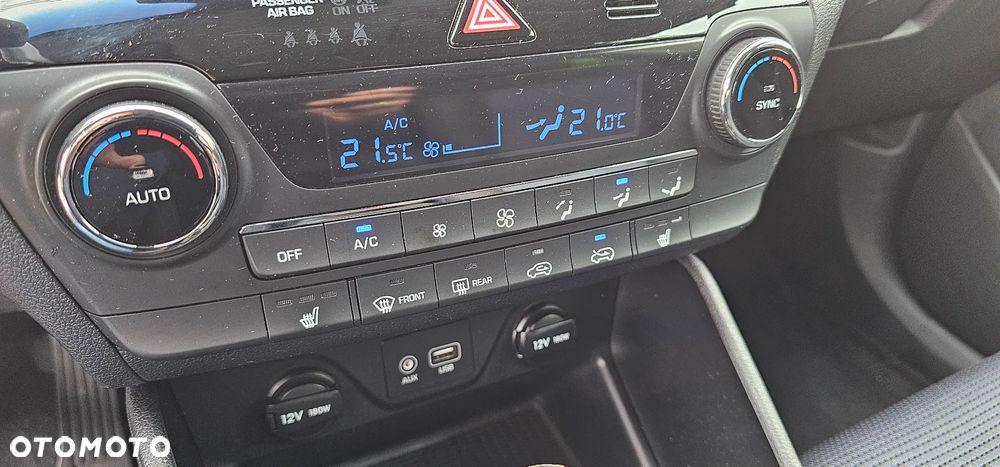 PASSENGER
AIR BAG ON OFF
A/C
21.5°C 21.0°C
AUTO
SYNC
OFF A/C
FRONT REAR
AUX USB
12V 180W
12V 180W
OTOMOTO